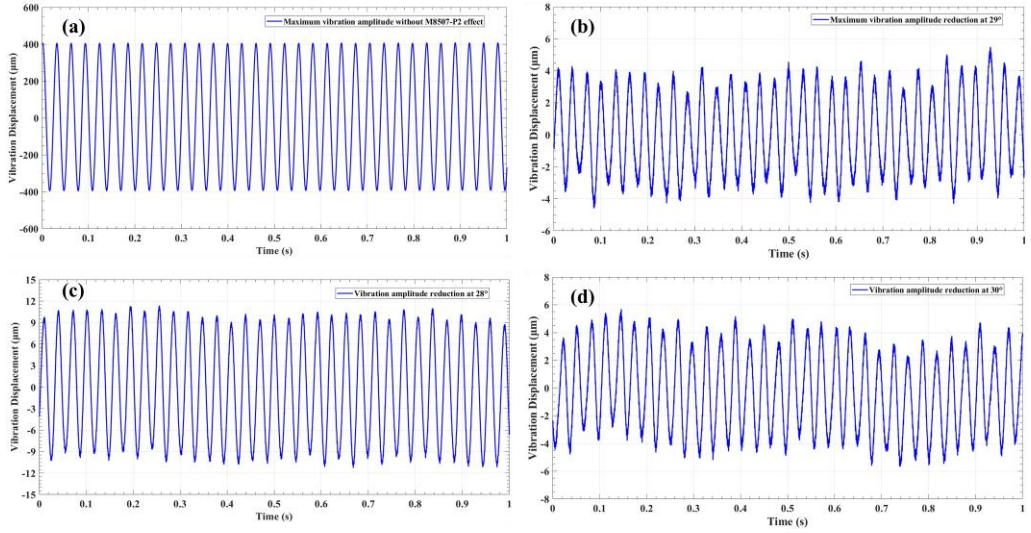 (a)
Maximum vibration amplitude without M8507-P2 effect
Vibration Displacement (µm)
600
400
200
0
-200
-400
-600
0 0.1 0.2 0.3 0.4 0.5 0.6 0.7 0.8 0.9 1
Time (s)
(b)
Maximum vibration amplitude reduction at 29°
Vibration Displacement (µm)
8
6
4
2
0
-2
-4
-6
0 0.1 0.2 0.3 0.4 0.5 0.6 0.7 0.8 0.9 1
Time (s)
(c)
Vibration amplitude reduction at 28°
Vibration Displacement (µm)
15
12
9
6
3
0
-3
-6
-9
-12
-15
0 0.1 0.2 0.3 0.4 0.5 0.6 0.7 0.8 0.9 1
Time (s)
(d)
Vibration amplitude reduction at 30°
Vibration Displacement (µm)
8
6
4
2
0
-2
-4
-6
-8
0 0.1 0.2 0.3 0.4 0.5 0.6 0.7 0.8 0.9 1
Time (s)